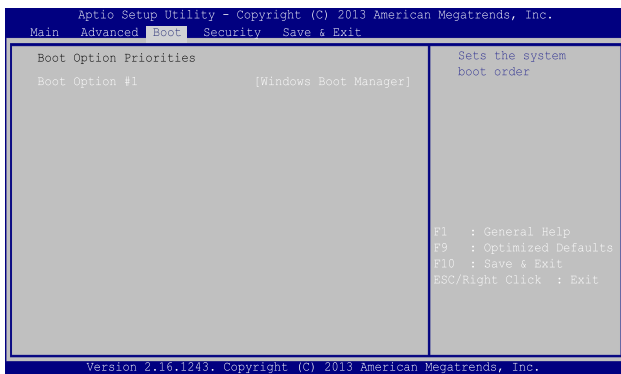 Aptio Setup Utility - Copyright (C) 2013 American Megatrends, Inc.
Main Advanced Boot Security Save & Exit
Boot Option Priorities
Boot Option #1 [Windows Boot Manager]
Sets the system
boot order
F1 : General Help
F9 : Optimized Defaults
F10 : Save & Exit
ESC/Right Click : Exit
Version 2.16.1243. Copyright (C) 2013 American Megatrends, Inc.